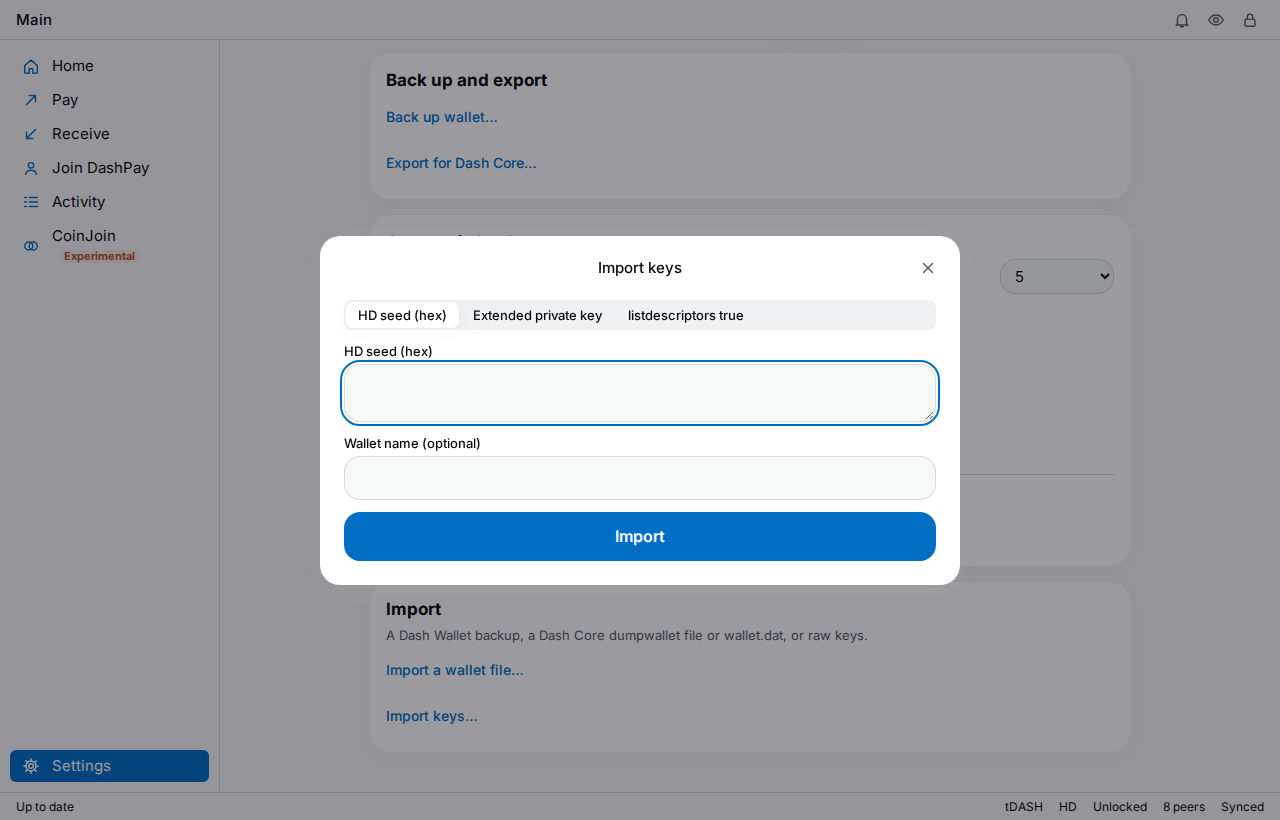 Main
Home
Pay
Receive
Join DashPay
Activity
CoinJoin
Experimental
Settings
Back up and export
Back up wallet...
Export for Dash Core...
5
Import keys
HD seed (hex)
Extended private key
listdescriptors true
HD seed (hex)
Wallet name (optional)
Import
Import
A Dash Wallet backup, a Dash Core dumpwallet file or wallet.dat, or raw keys.
Import a wallet file...
Import keys...
Up to date
tDASH
HD
Unlocked
8 peers
Synced